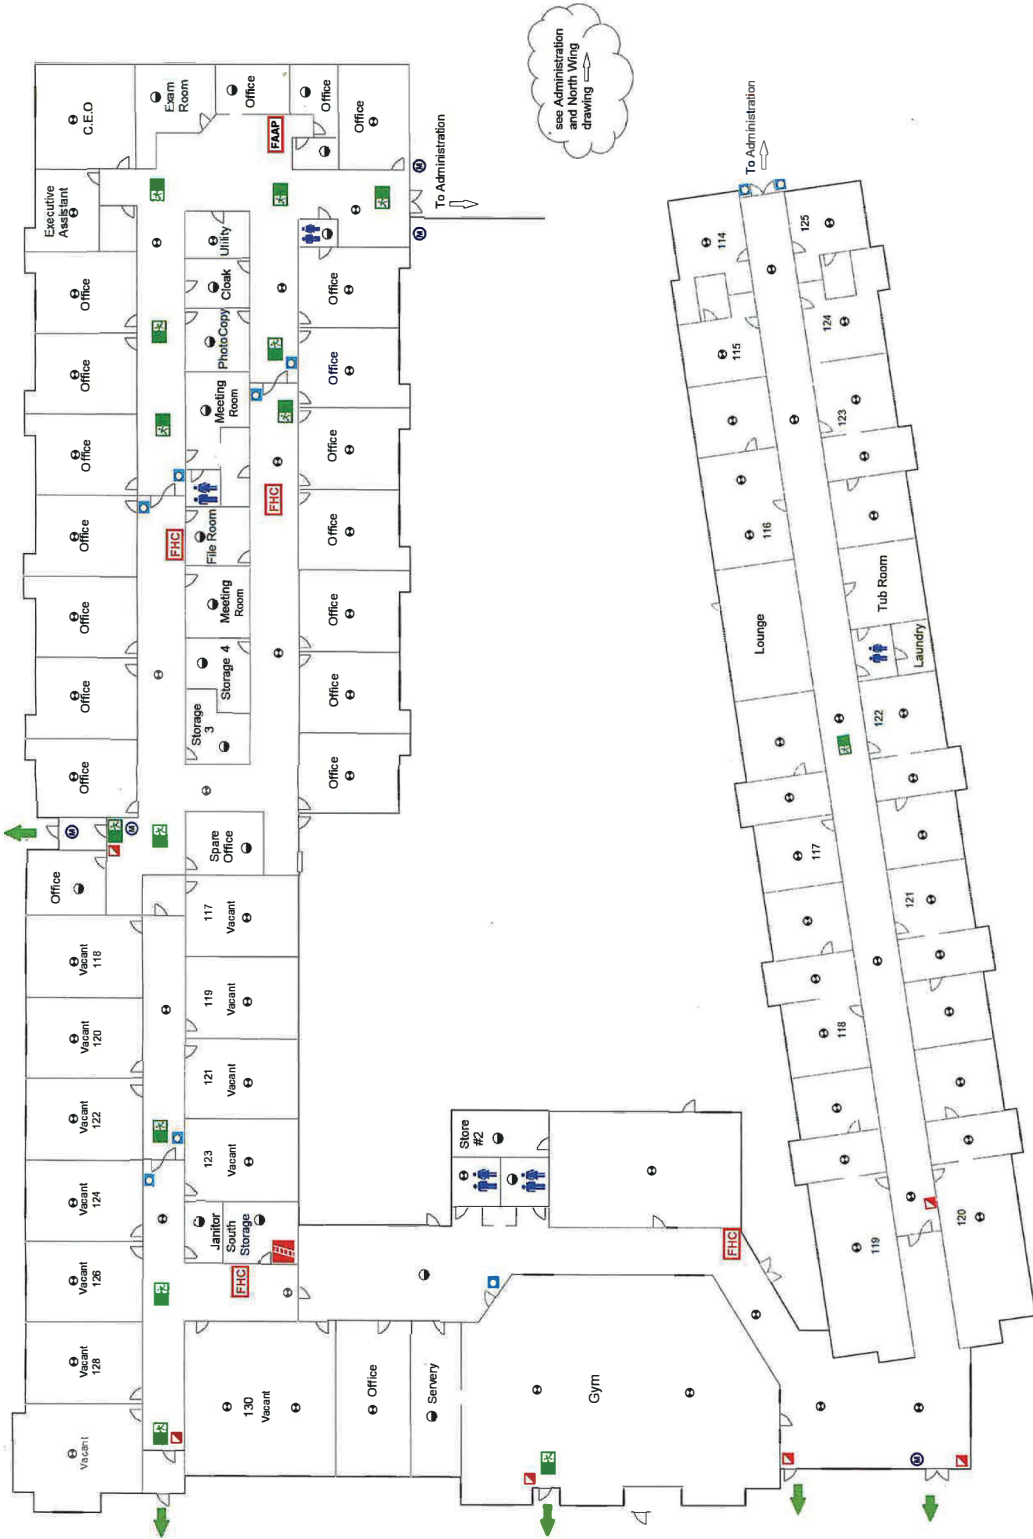 C.E.O
Exam
Room
Office
Office
Office
FAAP
Executive
Assistant
Utility
Cloak
PhotoCopy
Meeting
Room
File Room
Meeting
Room
Storage 4
Storage
3
Office
Office
Office
Office
Office
Office
Office
Office
Office
Office
Office
Office
Office
Office
FHC
FHC
M
M
To Administration
see Administration
and North Wing
drawing
To Administration
M
M
Spare
Office
Office
Vacant
118
Vacant
120
Vacant
122
Vacant
124
Vacant
126
Vacant
128
Vacant
117
Vacant
119
Vacant
121
Vacant
123
Vacant
Janitor
South
Storage
FHC
130
Vacant
Office
Servery
Gym
Store
#2
FHC
M
114
125
115
124
123
116
Lounge
Tub Room
Laundry
122
117
121
118
119
120